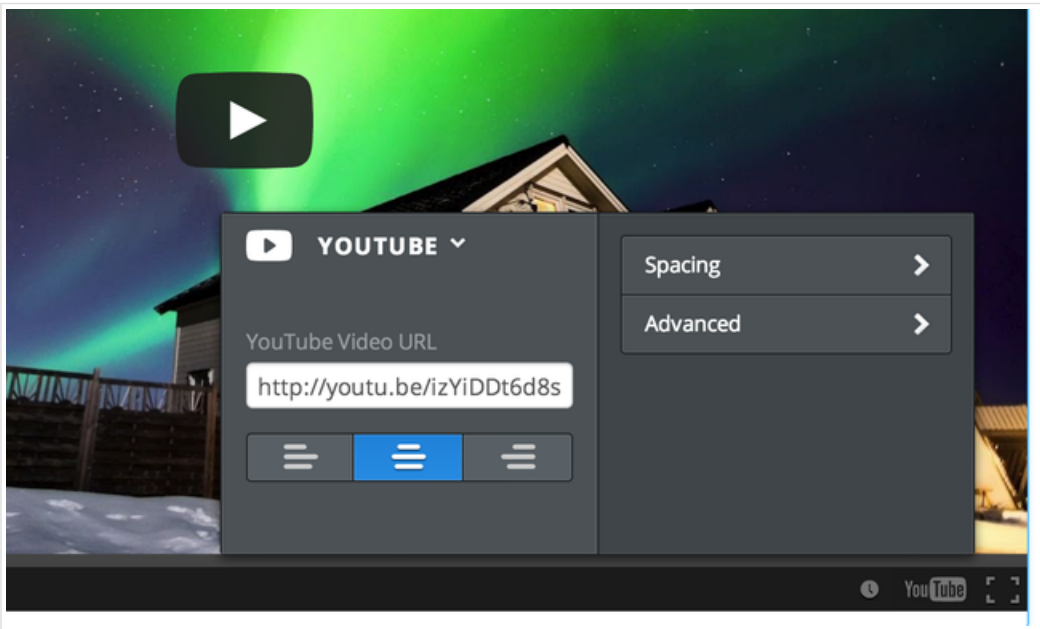 YOUTUBE
YouTube Video URL
http://youtu.be/izYiDDt6d8s
Spacing
Advanced
YouTube